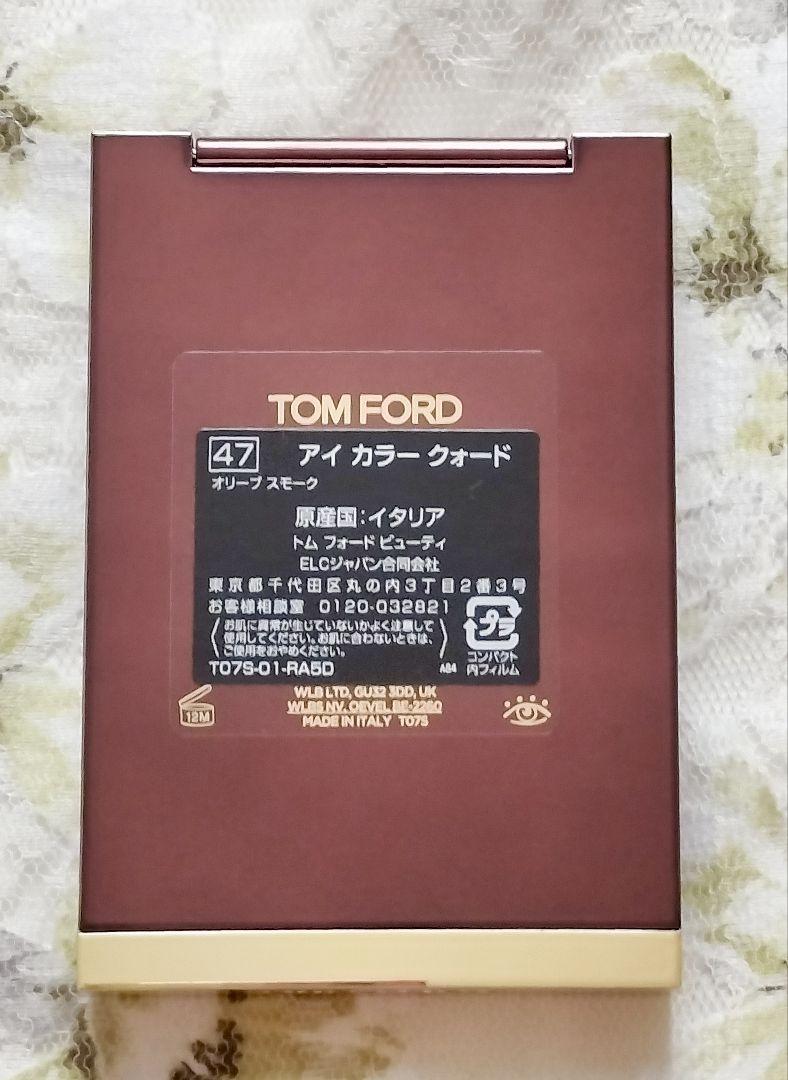 TOM FORD
47 アイ カラー クォード
オリーブ スモーク
原産国:イタリア
トム フォード ビューティ
ELCジャパン合同会社
東京都千代田区丸の内3丁目2番3号
お客様相談室 0120-032821
お肌に異常が生じていないかよく注意して
使用してください。お肌に合わないときは、
ご使用をおやめください。
プラ
コンパクト
内フィルム
T07S-01-RA5D A84
WLB LTD, GU32 3DD, UK
WLBS NV, OEVEL BE-2260
MADE IN ITALY T07S
12M